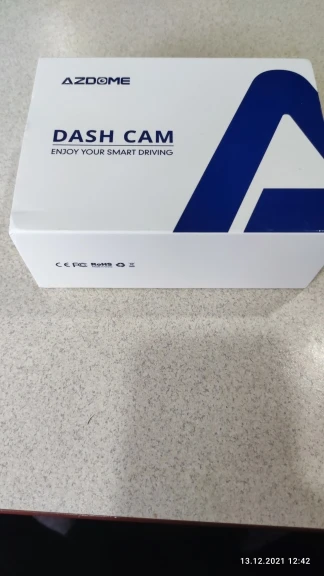 AZDOME
DASH CAM
ENJOY YOUR SMART DRIVING
CE FC RoHS
13.12.2021 12:42